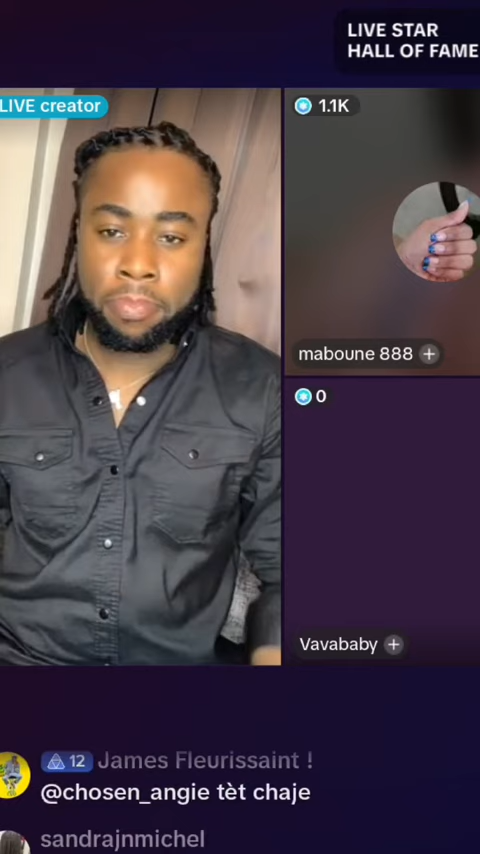 LIVE STAR
HALL OF FAME
LIVE creator
1.1K
maboune 888 +
0
Vavababy +
12 James Fleurissaint !
@chosen_angie tèt chaje
sandrajnmichel